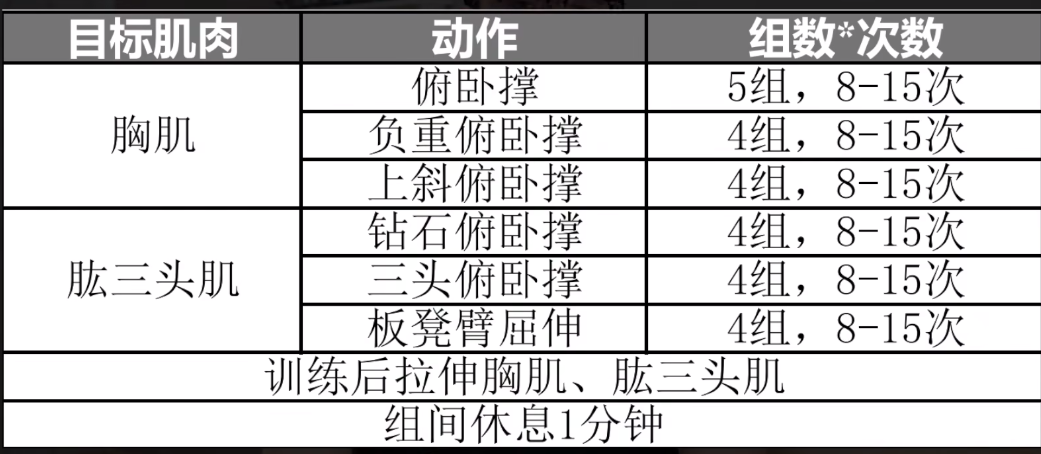 目标肌肉 动作 组数*次数
胸肌 俯卧撑 5组，8-15次
负重俯卧撑 4组，8-15次
上斜俯卧撑 4组，8-15次
肱三头肌 钻石俯卧撑 4组，8-15次
三头俯卧撑 4组，8-15次
板凳臂屈伸 4组，8-15次
训练后拉伸胸肌、肱三头肌
组间休息1分钟